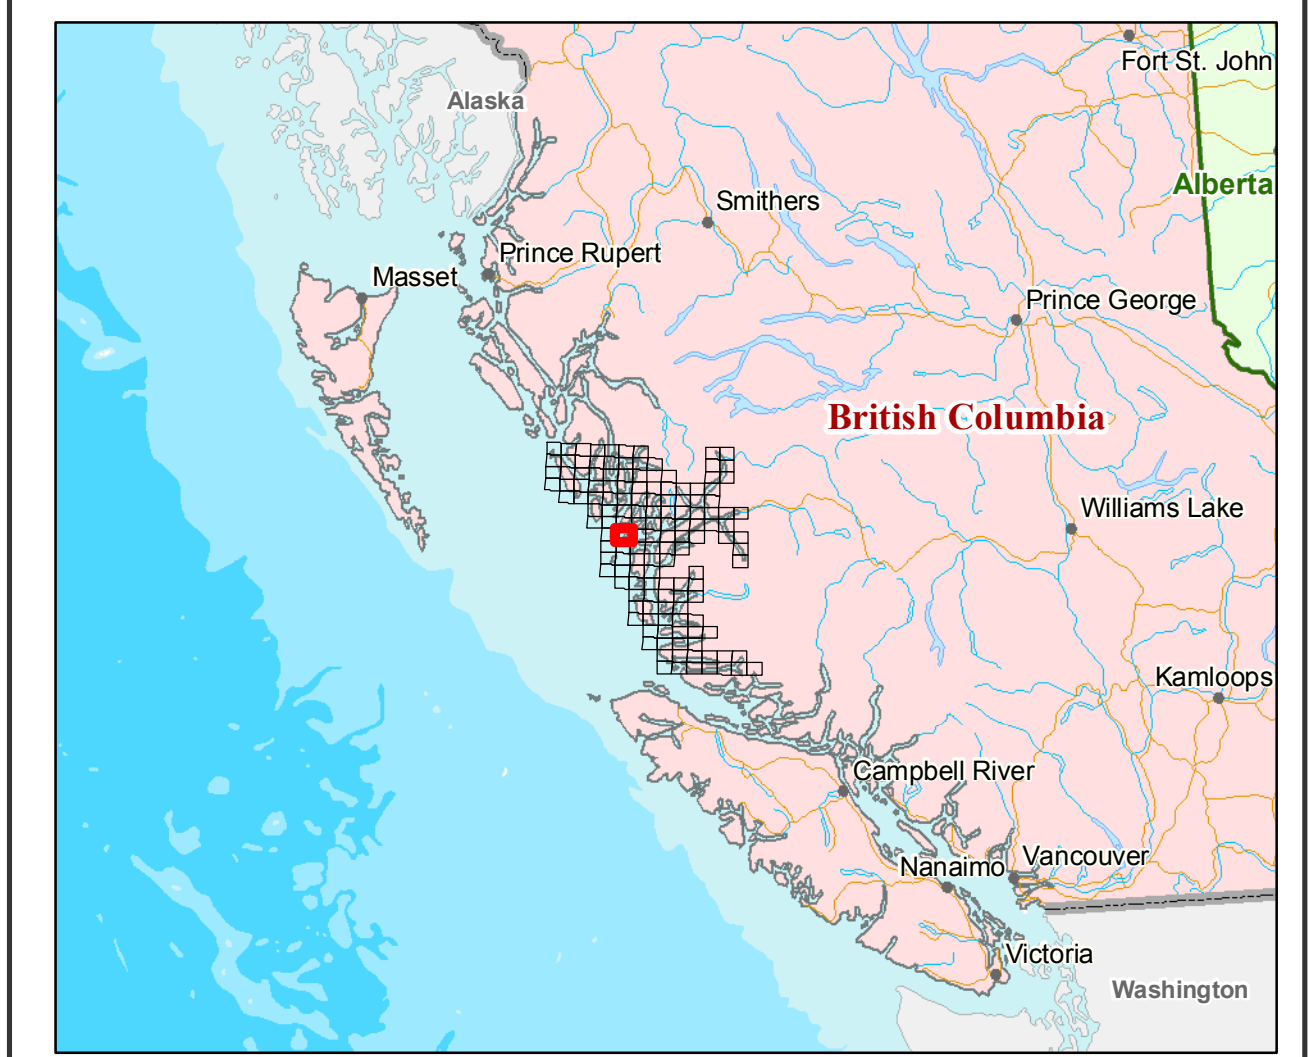 Fort St. John
Alaska
Alberta
Smithers
Prince Rupert
Masset
Prince George
British Columbia
Williams Lake
Kamloops
Campbell River
Vancouver
Nanaimo
Victoria
Washington